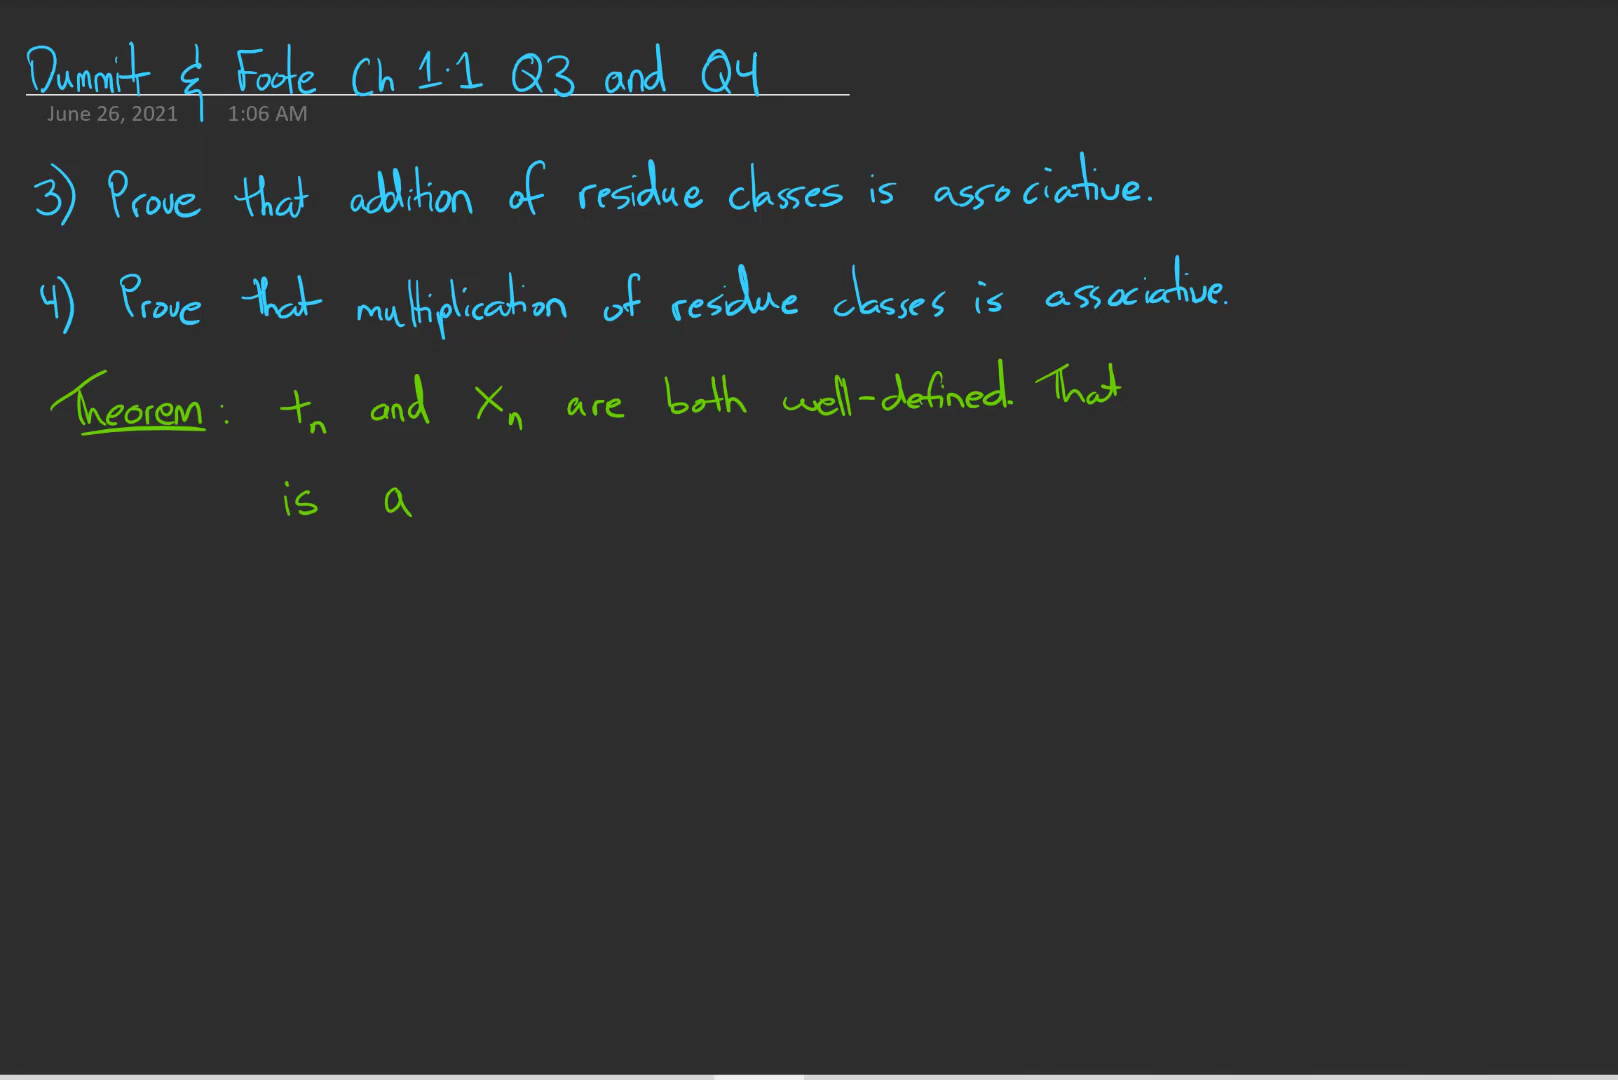 Dummit & Foote Ch 1.1 Q3 and Q4
June 26, 2021 1:06 AM
3) Prove that addition of residue classes is associative.
4) Prove that multiplication of residue classes is associative.
Theorem: +ₙ and ×ₙ are both well-defined. That
is a